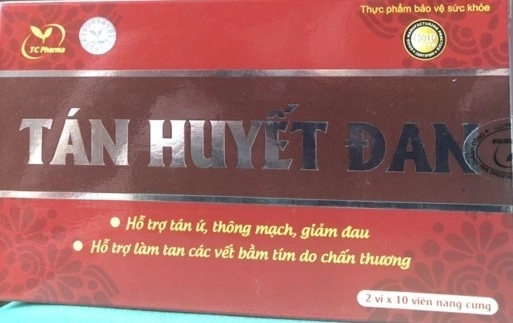 Thực phẩm bảo vệ sức khỏe
TC Pharma
GMP
TÁN HUYẾT ĐAN
Hỗ trợ tán ứ, thông mạch, giảm đau
Hỗ trợ làm tan các vết bầm tím do chấn thương
2 vỉ x 10 viên nang cứng